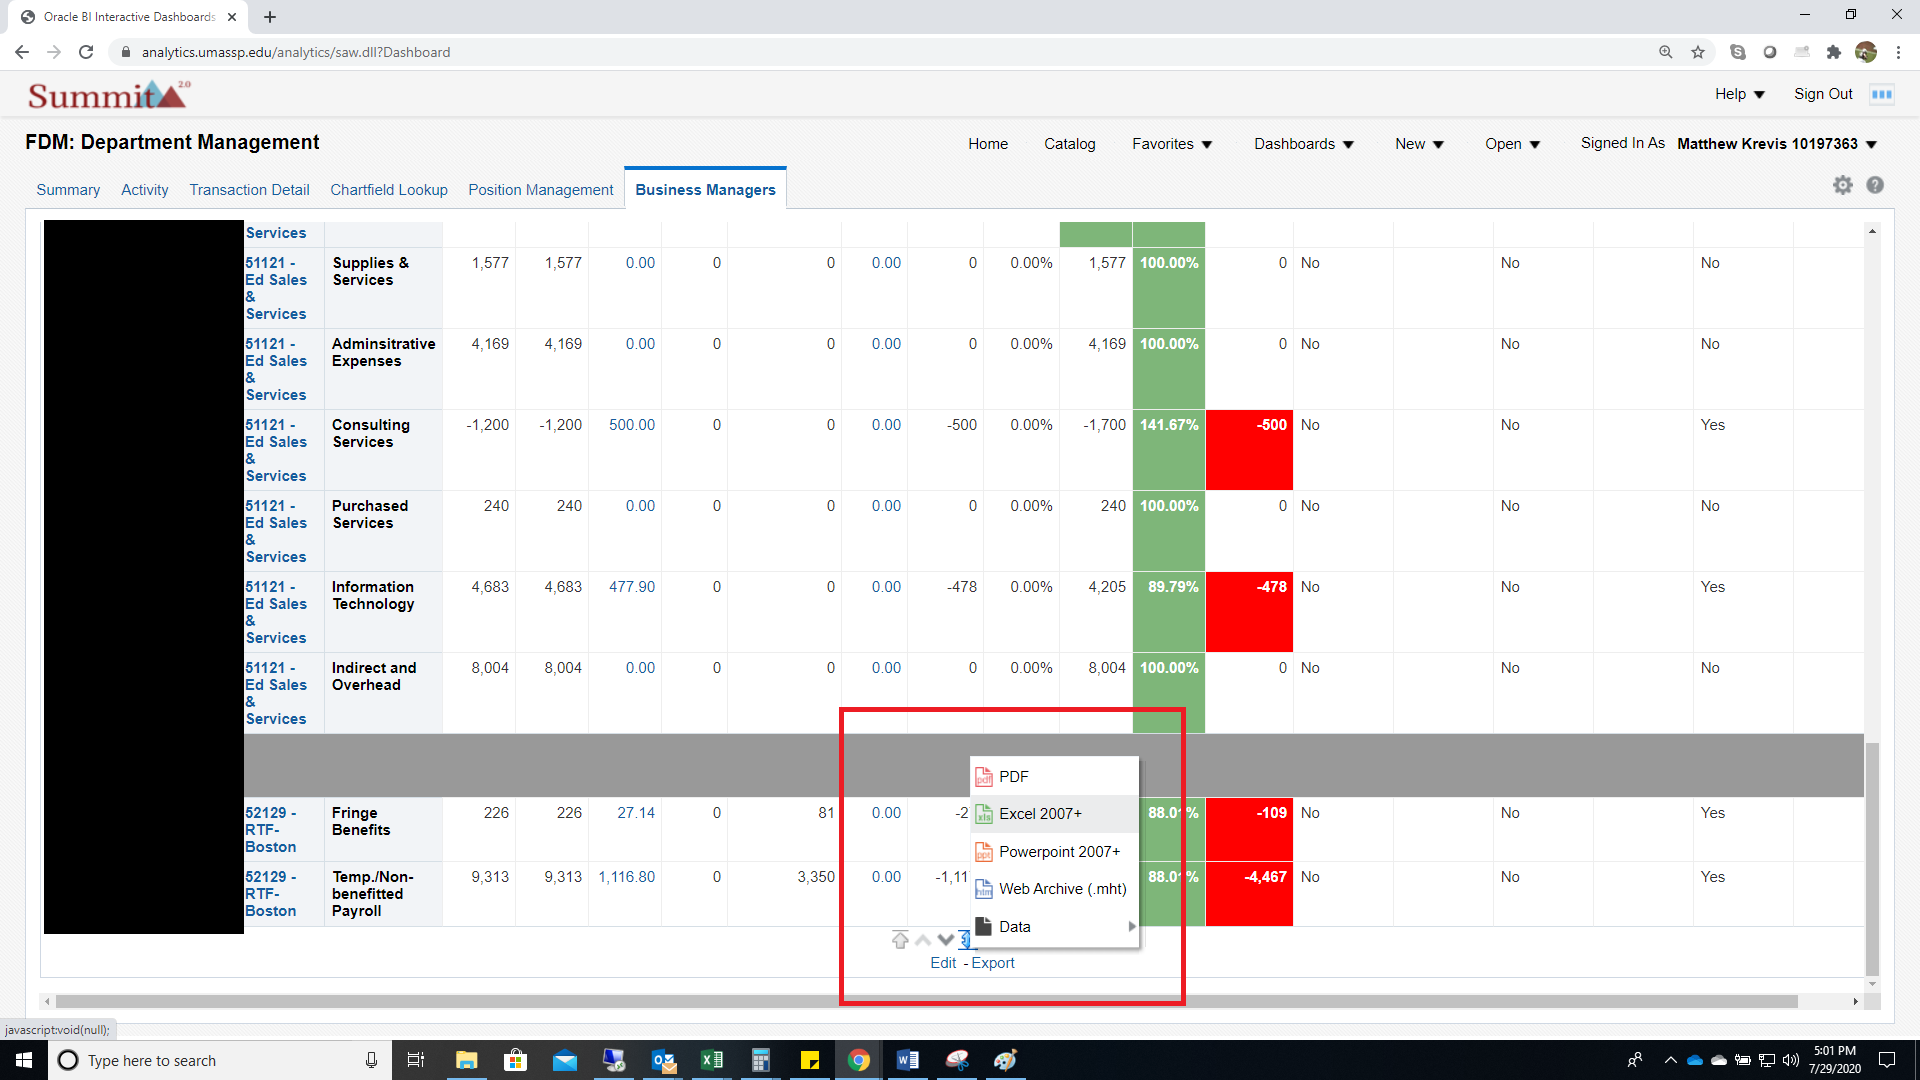 Oracle BI Interactive Dashboards
analytics.umassp.edu/analytics/saw.dll?Dashboard
Summit 2.0
Help
Sign Out
FDM: Department Management
Home
Catalog
Favorites
Dashboards
New
Open
Signed In As Matthew Krevis 10197363
Summary
Activity
Transaction Detail
Chartfield Lookup
Position Management
Business Managers
Services
51121 - Ed Sales & Services Supplies & Services 1,577 1,577 0.00 0 0 0.00 0 0.00% 1,577 100.00% 0 No No No
51121 - Ed Sales & Services Adminsitrative Expenses 4,169 4,169 0.00 0 0 0.00 0 0.00% 4,169 100.00% 0 No No No
51121 - Ed Sales & Services Consulting Services -1,200 -1,200 500.00 0 0 0.00 -500 0.00% -1,700 141.67% -500 No No Yes
51121 - Ed Sales & Services Purchased Services 240 240 0.00 0 0 0.00 0 0.00% 240 100.00% 0 No No No
51121 - Ed Sales & Services Information Technology 4,683 4,683 477.90 0 0 0.00 -478 0.00% 4,205 89.79% -478 No No Yes
51121 - Ed Sales & Services Indirect and Overhead 8,004 8,004 0.00 0 0 0.00 0 0.00% 8,004 100.00% 0 No No No
52129 - RTF-Boston Fringe Benefits 226 226 27.14 0 81 0.00 -2 88.01% -109 No No Yes
52129 - RTF-Boston Temp./Non-benefitted Payroll 9,313 9,313 1,116.80 0 3,350 0.00 -1,11 88.01% -4,467 No No Yes
PDF
Excel 2007+
Powerpoint 2007+
Web Archive (.mht)
Data
Edit - Export
javascript:void(null);
Type here to search
5:01 PM
7/29/2020